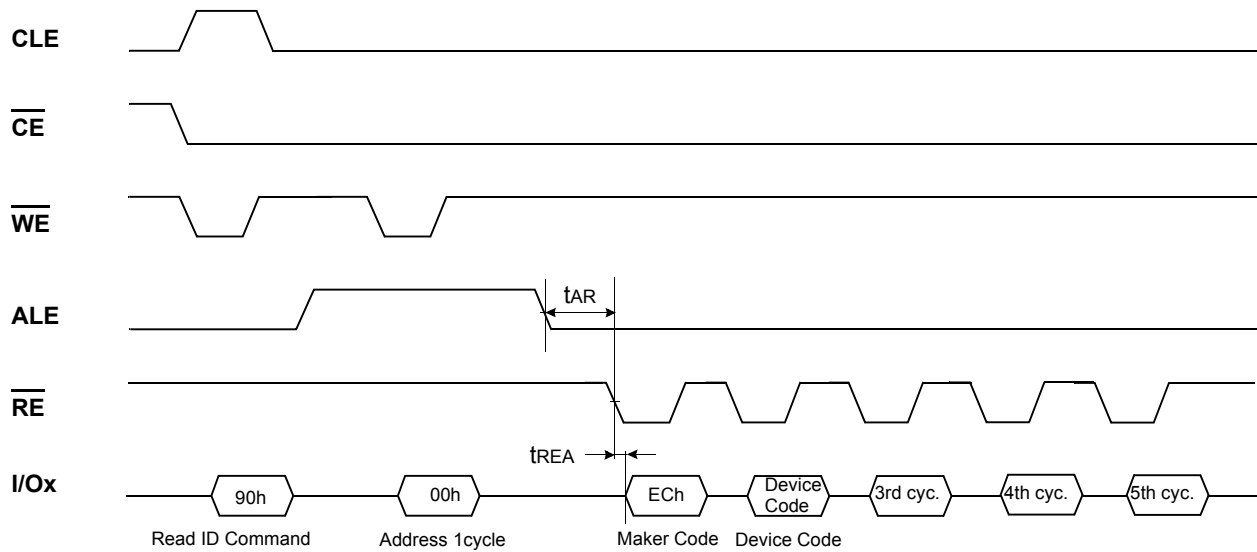 CLE
CE
WE
ALE
tAR
RE
tREA
I/Ox
90h
00h
ECh
Device
Code
3rd cyc.
4th cyc.
5th cyc.
Read ID Command
Address 1cycle
Maker Code
Device Code